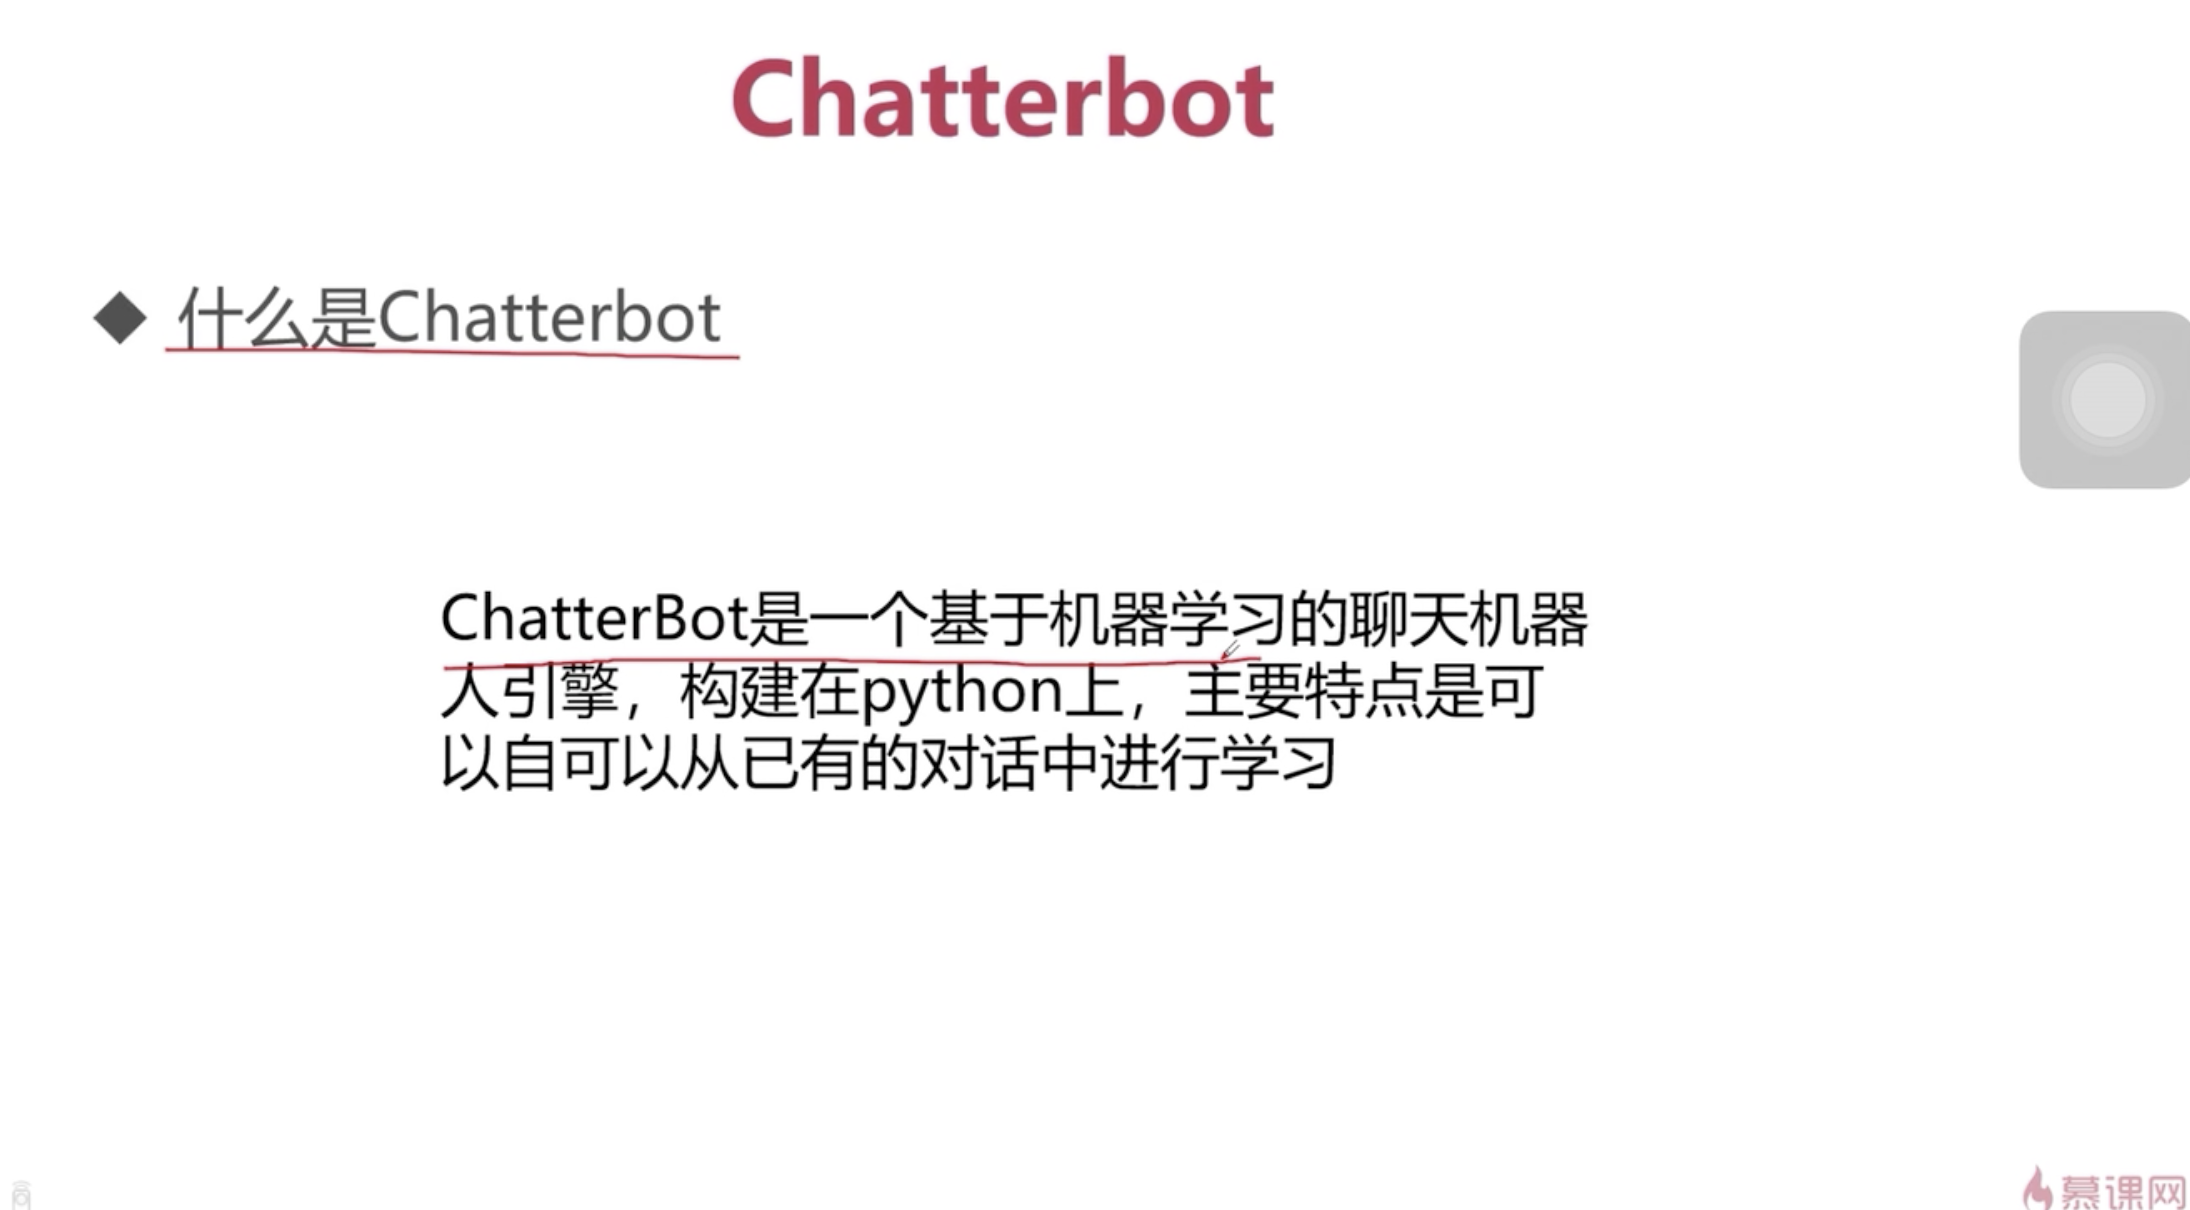 Chatterbot
什么是Chatterbot
ChatterBot是一个基于机器学习的聊天机器
人引擎，构建在python上，主要特点是可
以自可以从已有的对话中进行学习
慕课网